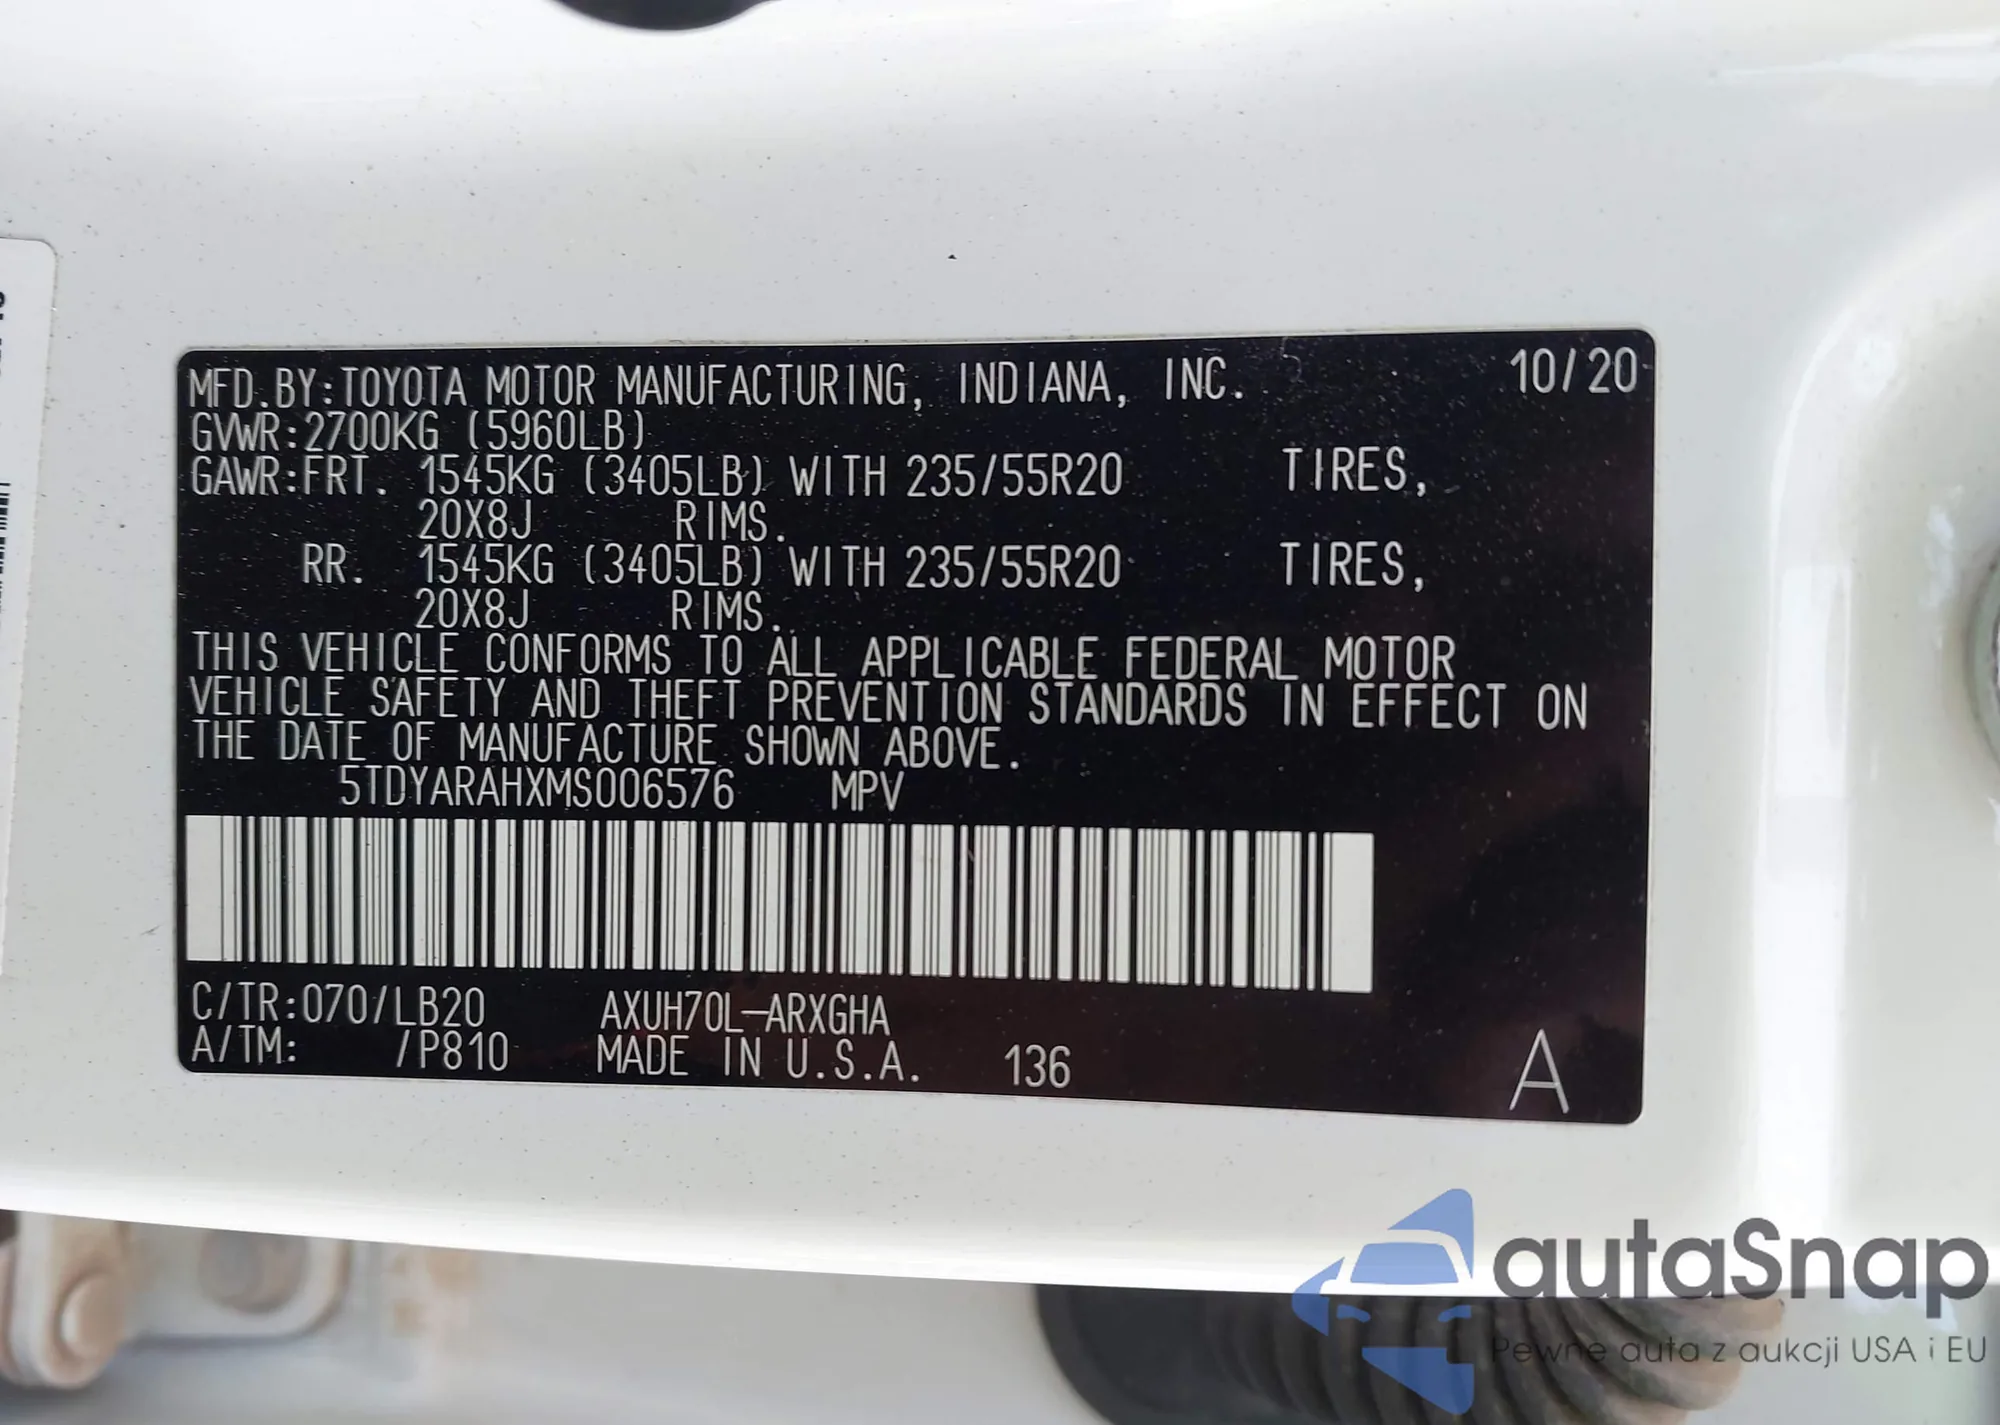 MFD.BY:TOYOTA MOTOR MANUFACTURING, INDIANA, INC. 10/20
GVWR:2700KG (5960LB)
GAWR:FRT. 1545KG (3405LB) WITH 235/55R20 TIRES,
20X8J RIMS.
RR. 1545KG (3405LB) WITH 235/55R20 TIRES,
20X8J RIMS.
THIS VEHICLE CONFORMS TO ALL APPLICABLE FEDERAL MOTOR
VEHICLE SAFETY AND THEFT PREVENTION STANDARDS IN EFFECT ON
THE DATE OF MANUFACTURE SHOWN ABOVE.
5TDYARAHXMS006576 MPV
C/TR:070/LB20 AXUH70L-ARXGHA
A/TM: /P810 MADE IN U.S.A. 136 A
autaSnap
Pewne auta z aukcji USA i EU